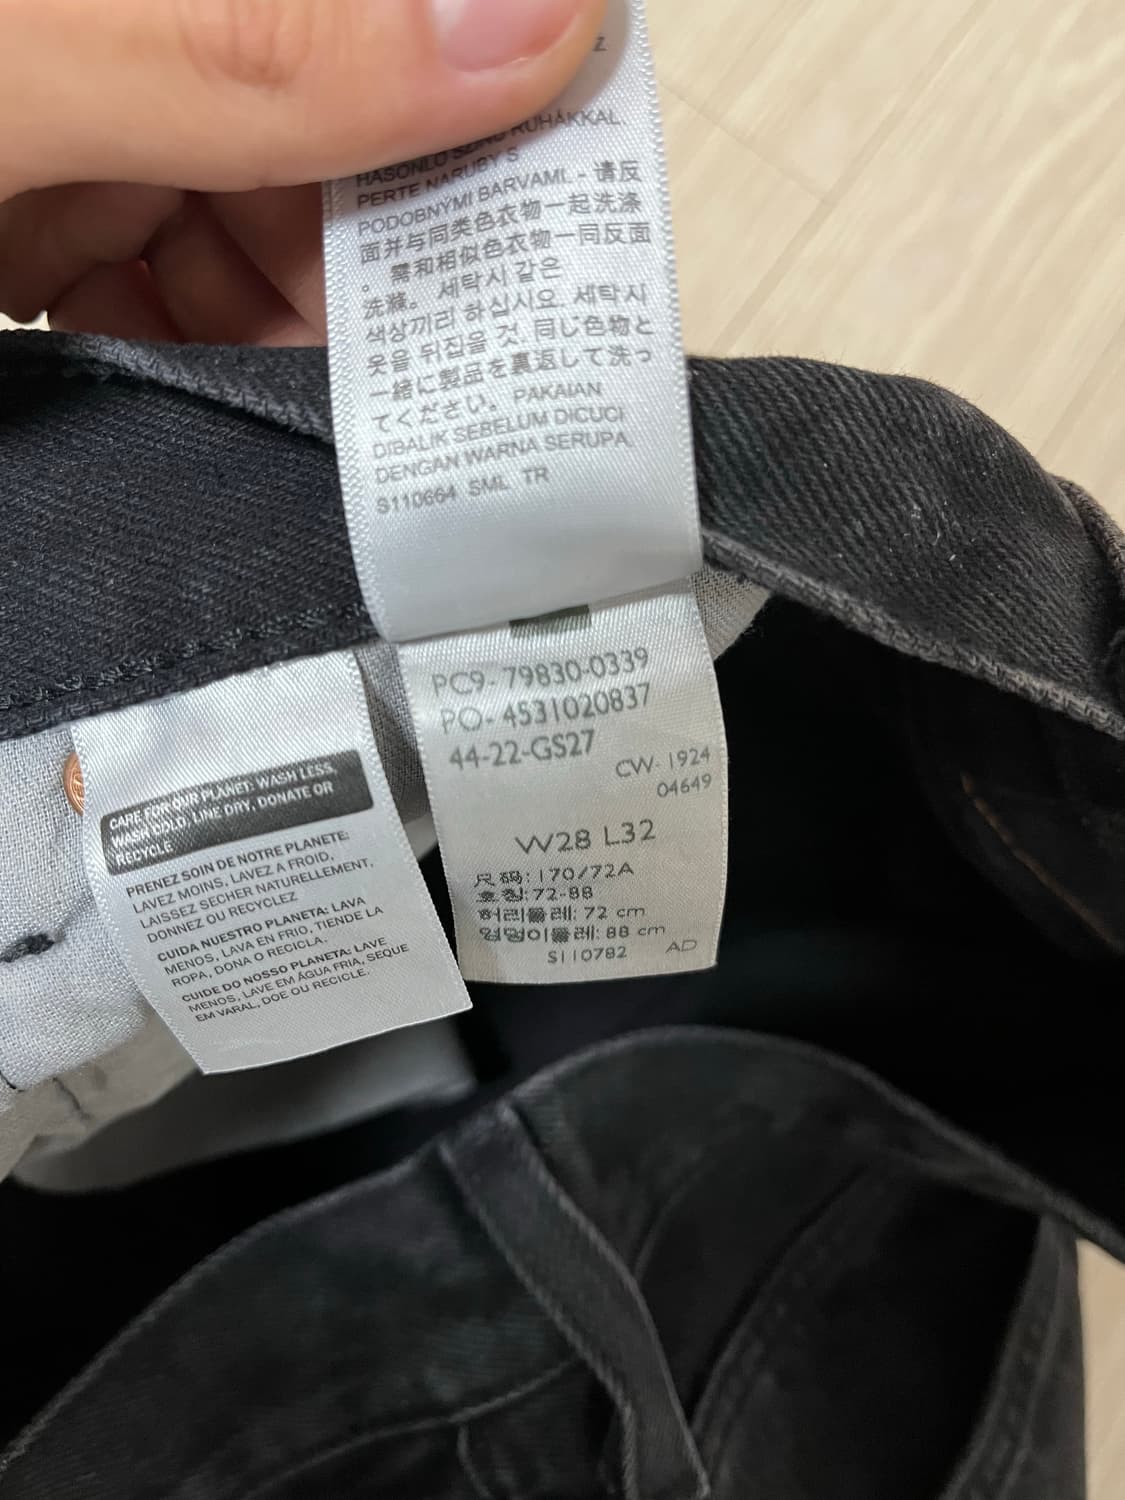 Z
HASONLÓ SZÍNŰ RUHÁKKAL.
PERTE NARUBY S
PODOBNÝMI BARVAMI. - 请反
面并与同类色衣物一起洗涤
。需和相似色衣物一同反面
洗滌。 세탁시 같은
색상끼리 하십시오. 세탁시
옷을 뒤집을 것. 同じ色物と
一緒に製品を裏返して洗っ
てください。 PAKAIAN
DIBALIK SEBELUM DICUCI
DENGAN WARNA SERUPA.
S110664 SML TR
PC9- 79830-0339
PO- 4531020837
44-22-GS27
CW- 1924
04649
W28 L32
尺码: 170/72A
호칭: 72-88
허리둘레: 72 cm
엉덩이둘레: 88 cm
S110782 AD
CARE FOR OUR PLANET: WASH LESS,
WASH COLD, LINE DRY, DONATE OR
RECYCLE
PRENEZ SOIN DE NOTRE PLANETE:
LAVEZ MOINS, LAVEZ À FROID,
LAISSEZ SECHER NATURELLEMENT,
DONNEZ OU RECYCLEZ
CUIDA NUESTRO PLANETA: LAVA
MENOS, LAVA EN FRIO, TIENDE LA
ROPA, DONA O RECICLA.
CUIDE DO NOSSO PLANETA: LAVE
MENOS, LAVE EM ÁGUA FRIA, SEQUE
EM VARAL, DOE OU RECICLE.